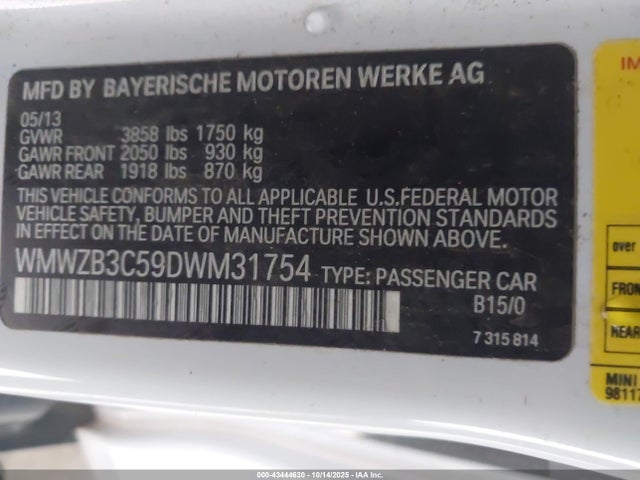 MFD BY BAYERISCHE MOTOREN WERKE AG
05/13
GVWR 3858 lbs 1750 kg
GAWR FRONT 2050 lbs 930 kg
GAWR REAR 1918 lbs 870 kg
THIS VEHICLE CONFORMS TO ALL APPLICABLE U.S.FEDERAL MOTOR
VEHICLE SAFETY, BUMPER AND THEFT PREVENTION STANDARDS
IN EFFECT ON THE DATE OF MANUFACTURE SHOWN ABOVE.
WMWZB3C59DWM31754 TYPE: PASSENGER CAR
B15/0
7 315 814
IM
over
FRON
REAR
MINI
9811
000-43444630 - 10/14/2025 - IAA Inc.